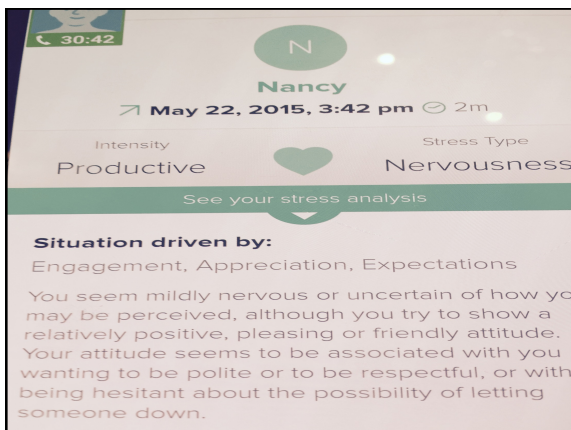 30:42
N
Nancy
May 22, 2015, 3:42 pm 2m
Intensity
Stress Type
Productive
Nervousness
See your stress analysis
Situation driven by:
Engagement, Appreciation, Expectations
You seem mildly nervous or uncertain of how
may be perceived, although you try to show a
relatively positive, pleasing or friendly attitude.
Your attitude seems to be associated with you
wanting to be polite or to be respectful, or with
being hesitant about the possibility of letting
someone down.